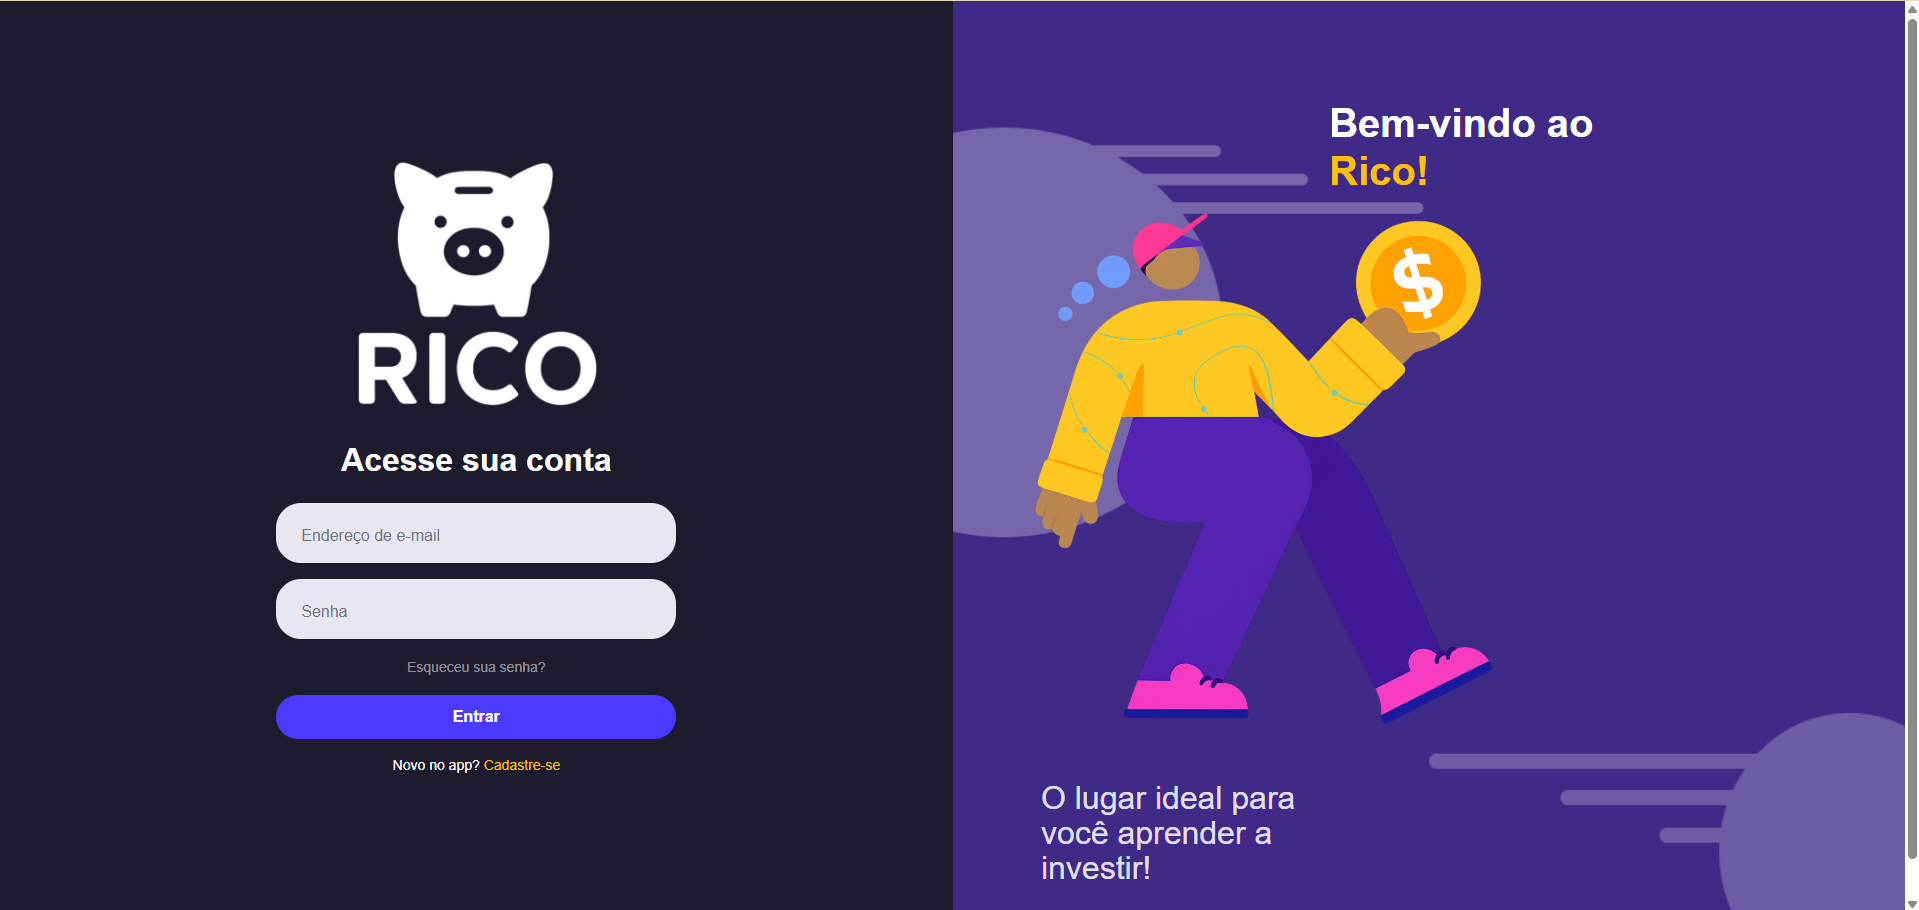 RICO
Acesse sua conta
Endereço de e-mail
Senha
Esqueceu sua senha?
Entrar
Novo no app? Cadastre-se
Bem-vindo ao
Rico!
$
O lugar ideal para
você aprender a
investir!